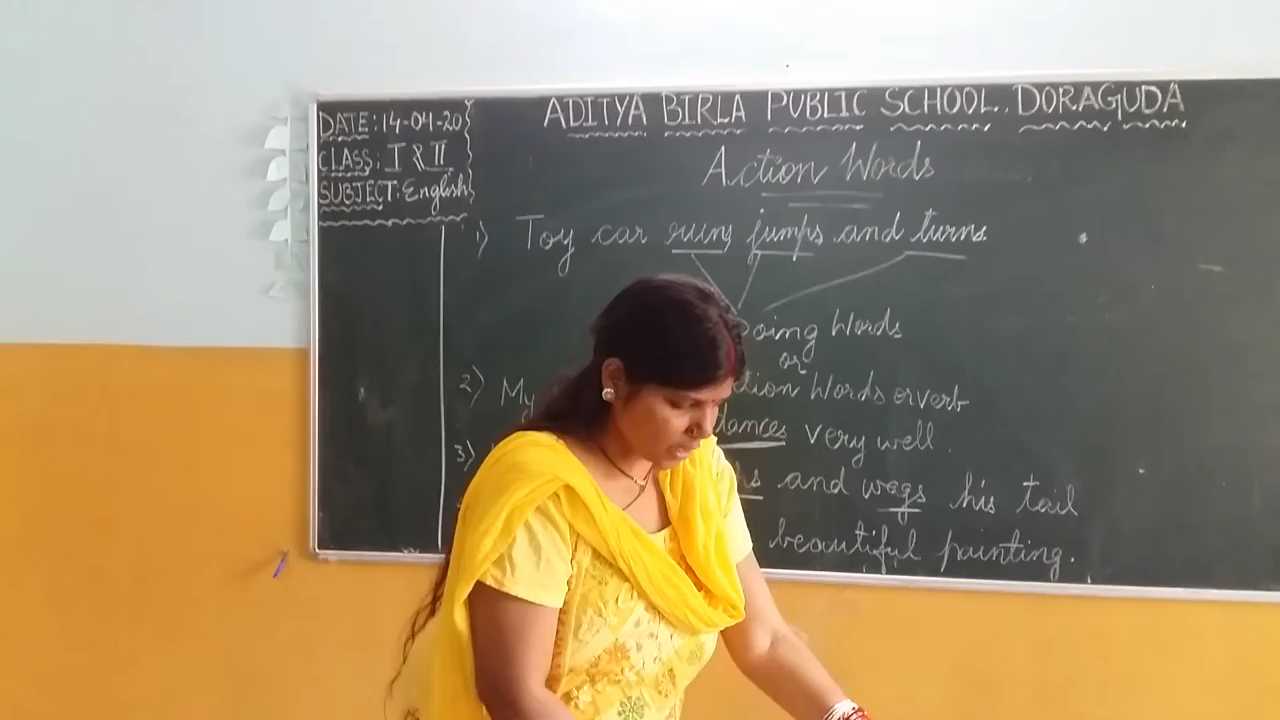 ADITYA BIRLA PUBLIC SCHOOL, DORAGUDA
DATE: 14-04-20
CLASS: I & II
SUBJECT: English
Action Words
1) Toy car runs jumps and turns
Doing Words
or
Action Words or verb
2) My dances very well.
3) and wags his tail
beautiful painting.